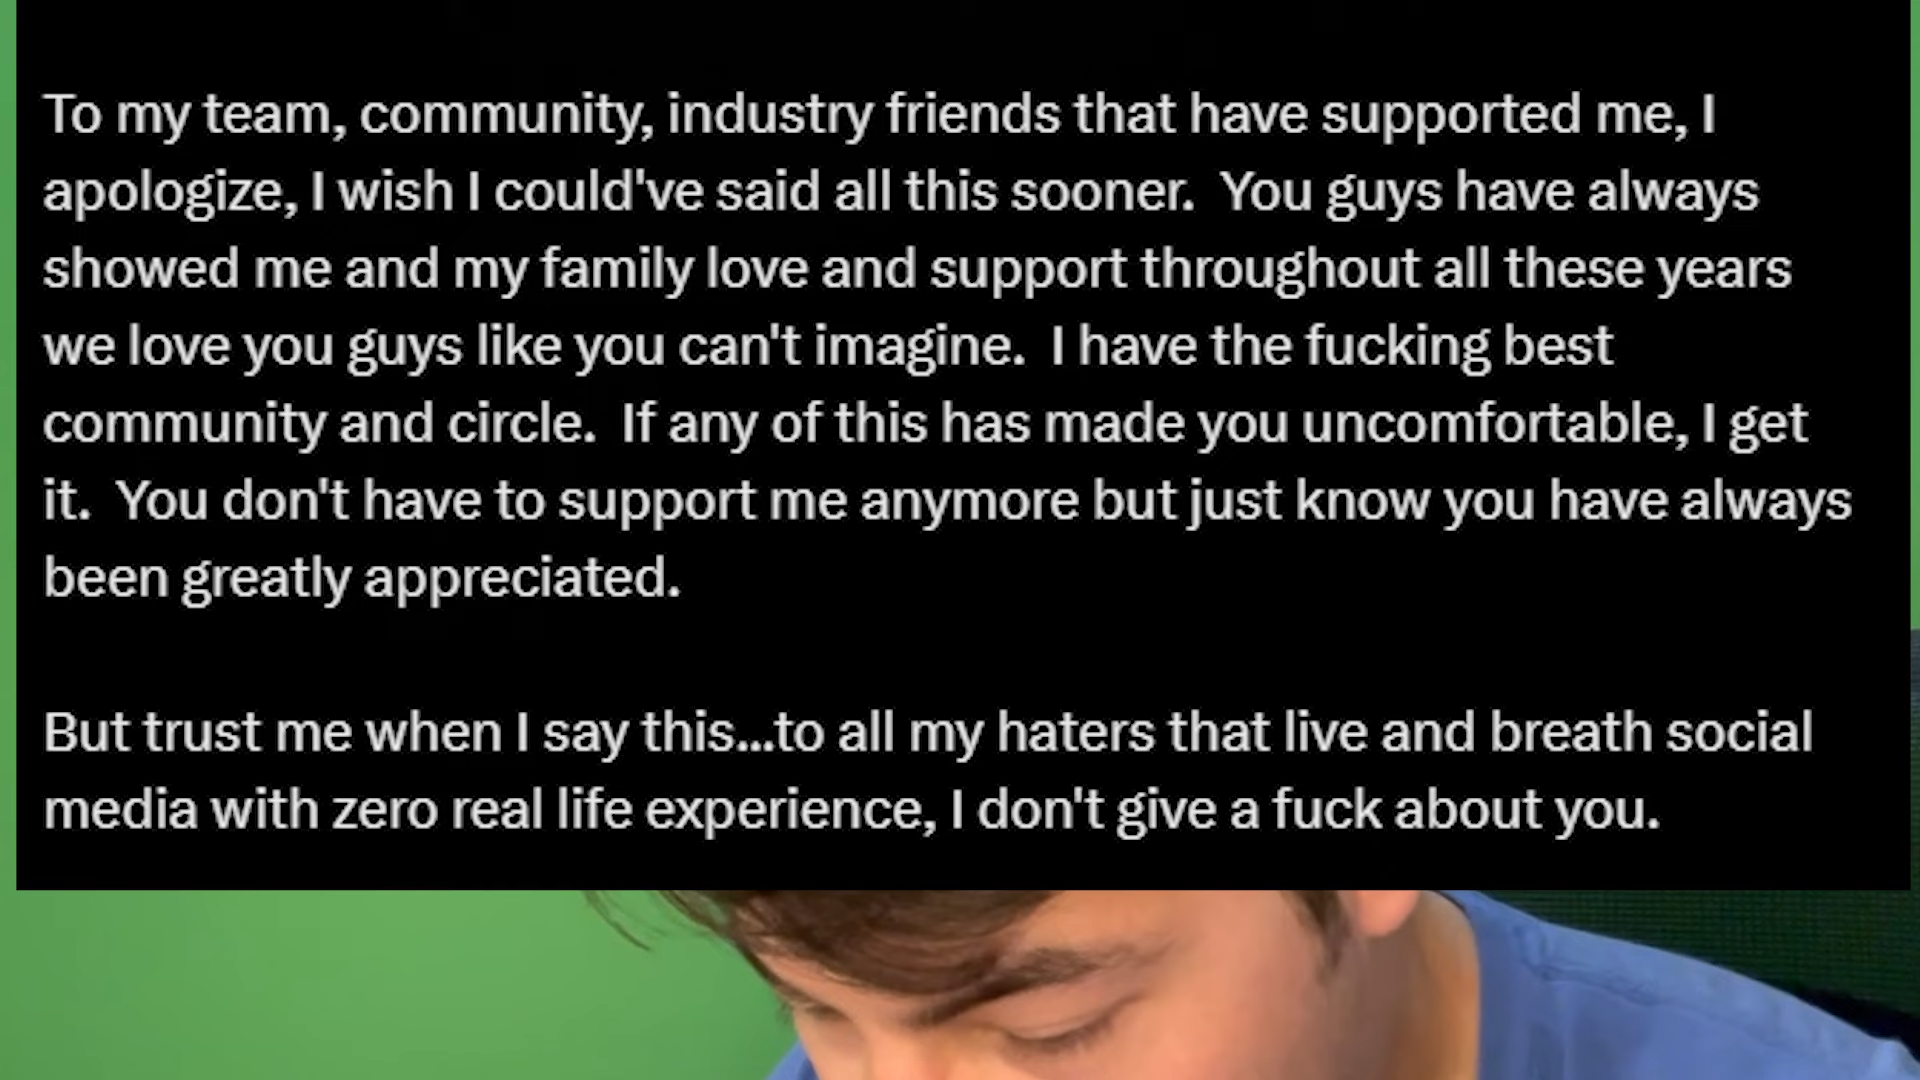 To my team, community, industry friends that have supported me, I
apologize, I wish I could've said all this sooner.  You guys have always
showed me and my family love and support throughout all these years
we love you guys like you can't imagine.  I have the fucking best
community and circle.  If any of this has made you uncomfortable, I get
it.  You don't have to support me anymore but just know you have always
been greatly appreciated.
But trust me when I say this...to all my haters that live and breath social
media with zero real life experience, I don't give a fuck about you.